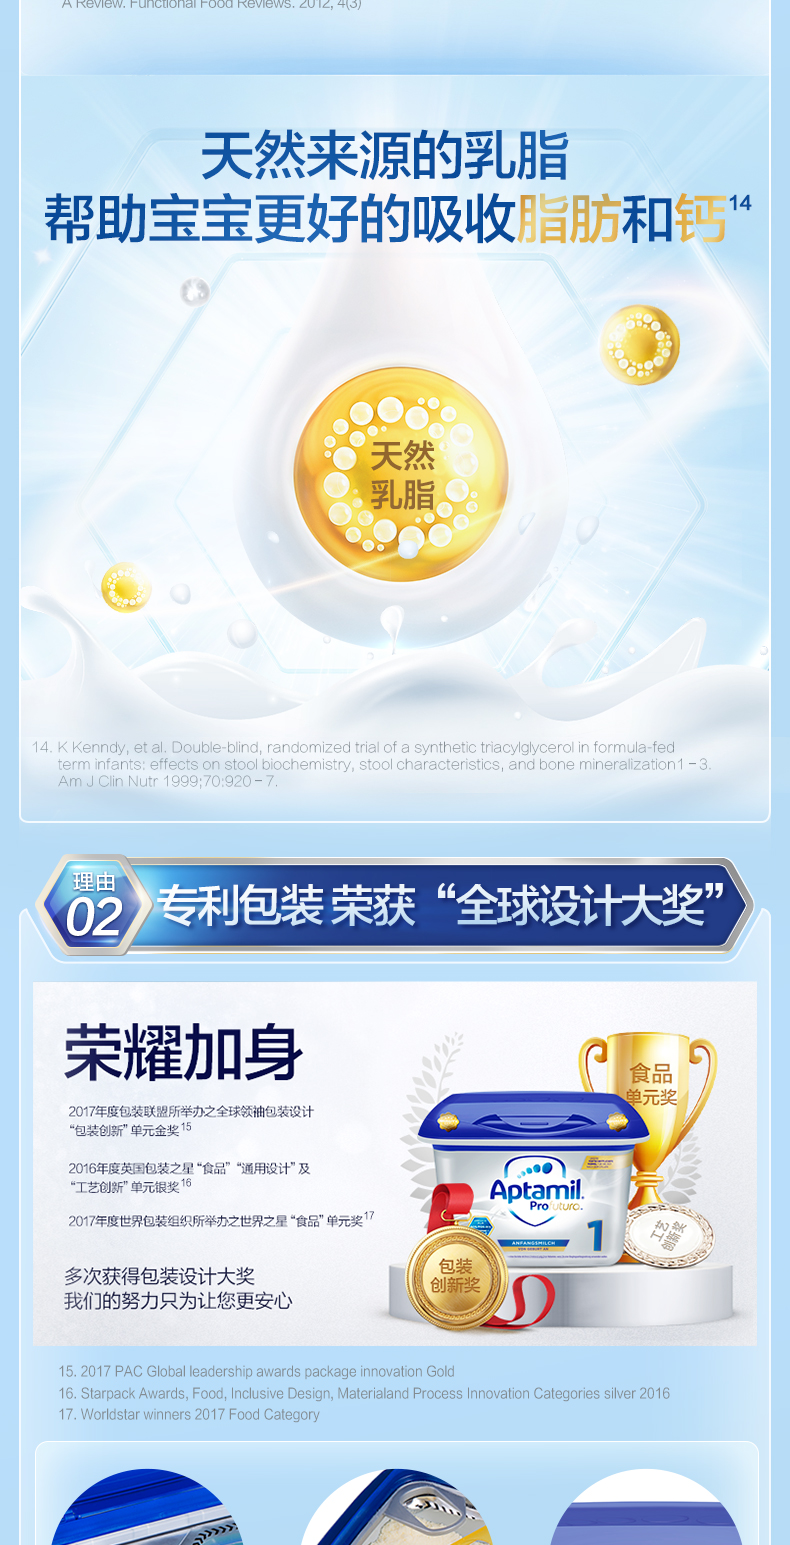 A Review. Functional Food Reviews. 2012, 4(3)
天然来源的乳脂
帮助宝宝更好的吸收脂肪和钙14
天然
乳脂
14. K Kenndy, et al. Double-blind, randomized trial of a synthetic triacylglycerol in formula-fed
term infants: effects on stool biochemistry, stool characteristics, and bone mineralization1-3.
Am J Clin Nutr 1999;70:920-7.
理由
02
专利包装 荣获“全球设计大奖”
荣耀加身
2017年度包装联盟所举办之全球领袖包装设计
“包装创新”单元金奖15
2016年度英国包装之星“食品”“通用设计”及
“工艺创新”单元银奖16
2017年度世界包装组织所举办之世界之星“食品”单元奖17
多次获得包装设计大奖
我们的努力只为让您更安心
食品
单元奖
Aptamil
Profutura
1
ANFANGSMILCH
VON GEBURT AN
工艺
创新奖
包装
创新奖
15. 2017 PAC Global leadership awards package innovation Gold
16. Starpack Awards, Food, Inclusive Design, Materialand Process Innovation Categories silver 2016
17. Worldstar winners 2017 Food Category